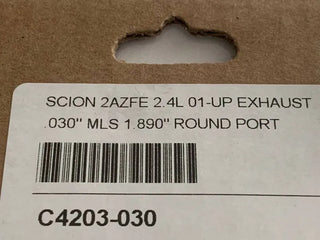 SCION 2AZFE 2.4L 01-UP EXHAUST
.030" MLS 1.890" ROUND PORT
C4203-030